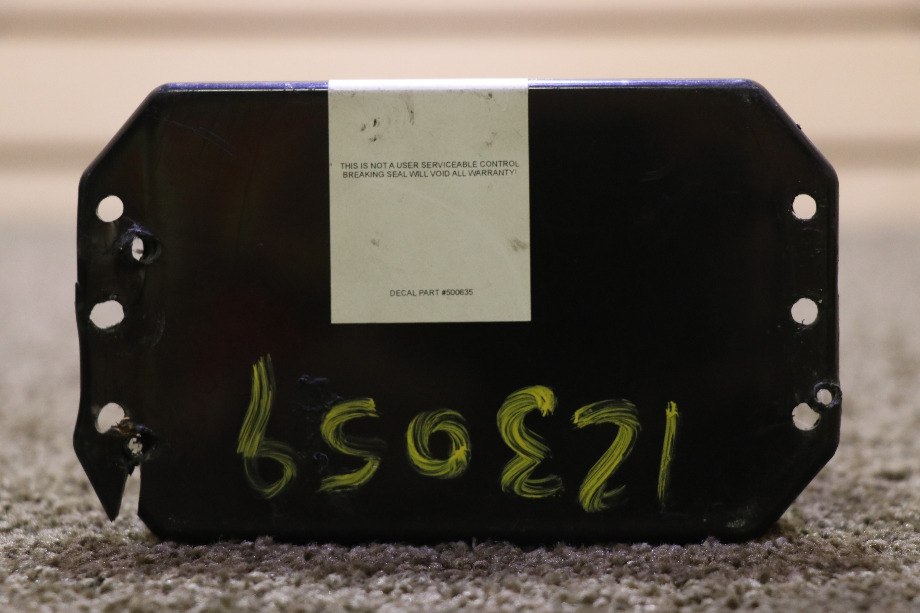 THIS IS NOT A USER SERVICEABLE CONTROL
BREAKING SEAL WILL VOID ALL WARRANTY!
DECAL PART #500635
123059